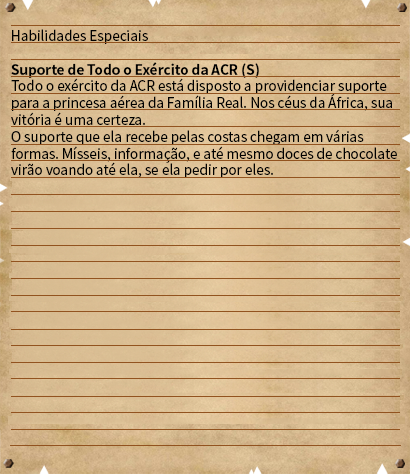 Habilidades Especiais
Suporte de Todo o Exército da ACR (S)
Todo o exército da ACR está disposto a providenciar suporte
para a princesa aérea da Família Real. Nos céus da África, sua
vitória é uma certeza.
O suporte que ela recebe pelas costas chegam em várias
formas. Mísseis, informação, e até mesmo doces de chocolate
virão voando até ela, se ela pedir por eles.